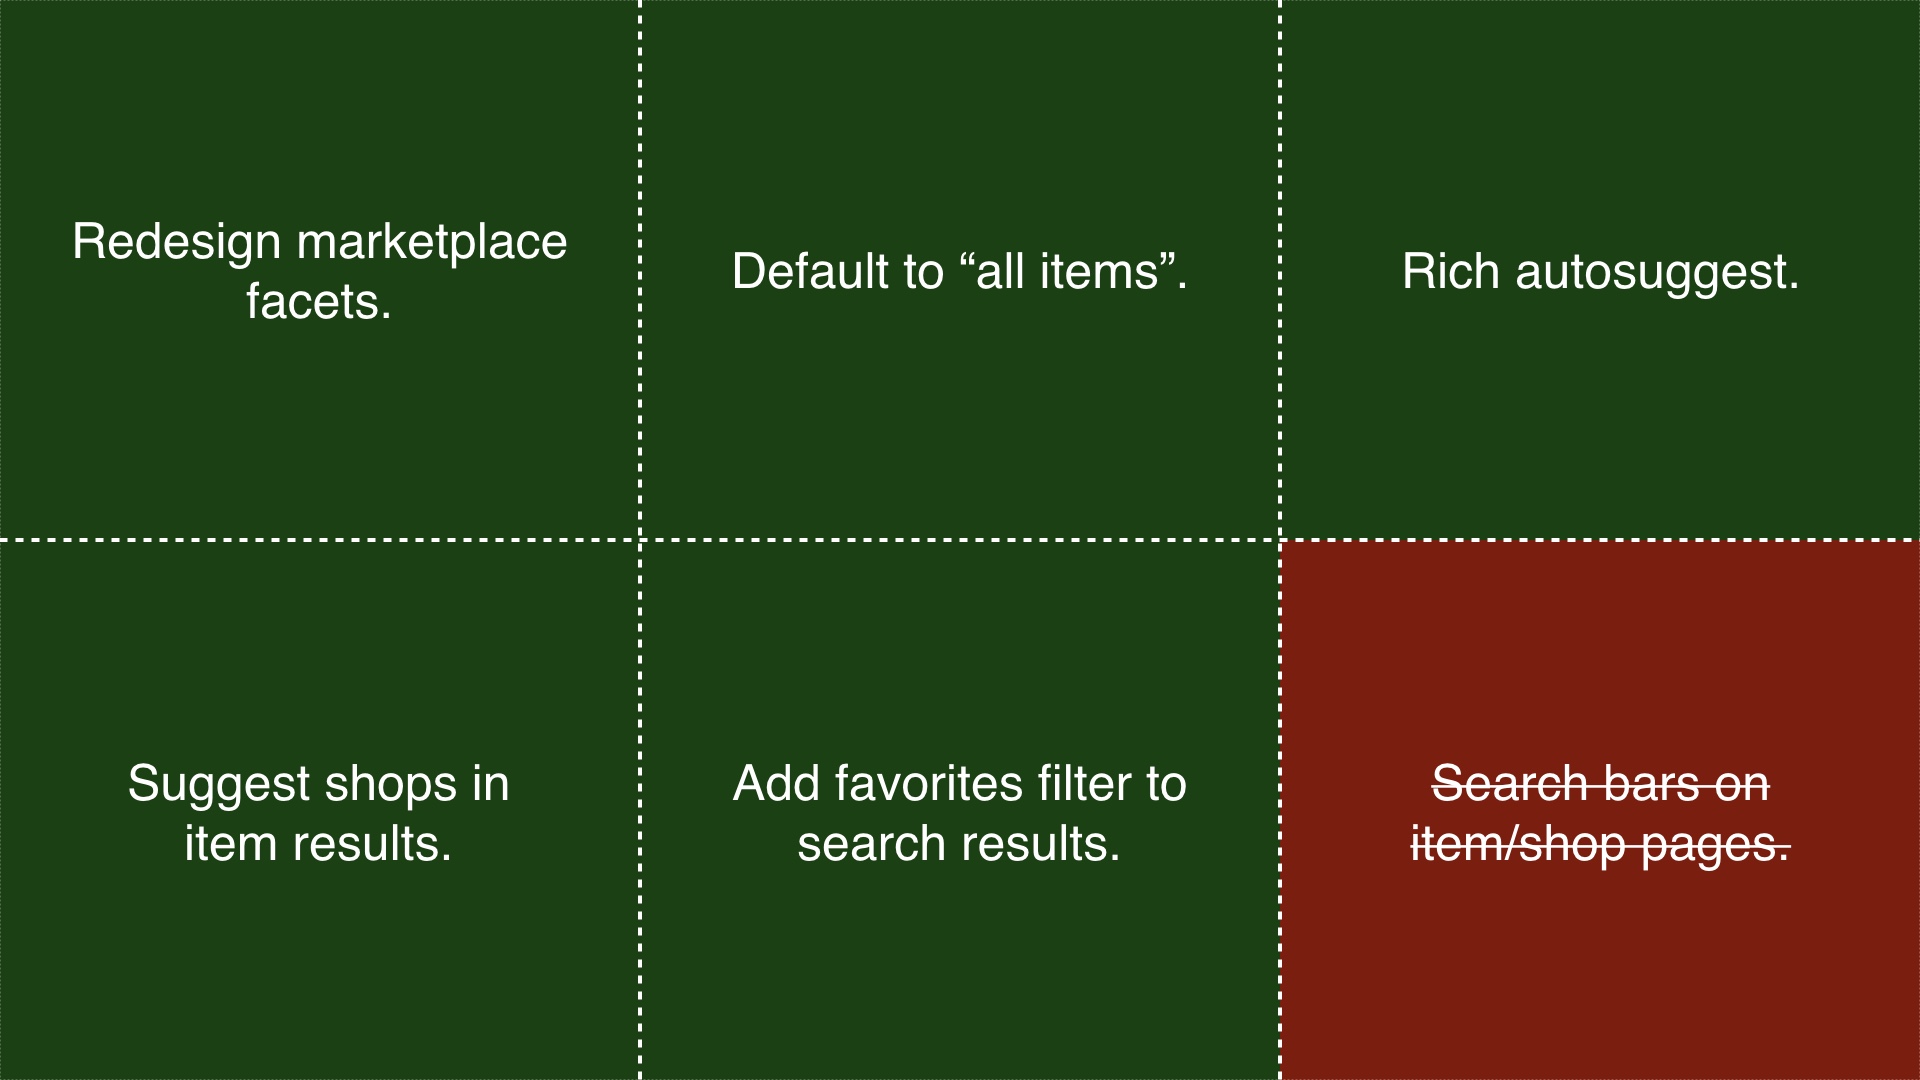 Redesign marketplace
facets.
Default to “all items”.
Rich autosuggest.
Suggest shops in
item results.
Add favorites filter to
search results.
Search bars on
item/shop pages.